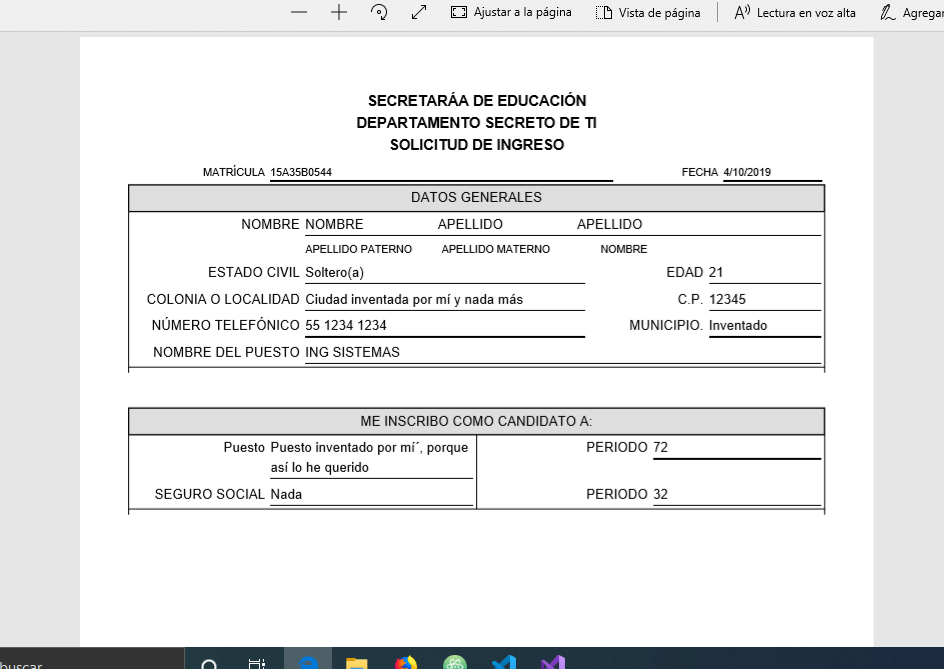 Ajustar a la página Vista de página Lectura en voz alta Agregar
SECRETARÁA DE EDUCACIÓN
DEPARTAMENTO SECRETO DE TI
SOLICITUD DE INGRESO
MATRÍCULA 15A35B0544 FECHA 4/10/2019
DATOS GENERALES
NOMBRE NOMBRE APELLIDO APELLIDO
APELLIDO PATERNO APELLIDO MATERNO NOMBRE
ESTADO CIVIL Soltero(a) EDAD 21
COLONIA O LOCALIDAD Ciudad inventada por mí y nada más C.P. 12345
NÚMERO TELEFÓNICO 55 1234 1234 MUNICIPIO. Inventado
NOMBRE DEL PUESTO ING SISTEMAS
ME INSCRIBO COMO CANDIDATO A:
Puesto Puesto inventado por mí´, porque PERIODO 72
así lo he querido
SEGURO SOCIAL Nada PERIODO 32
buscar